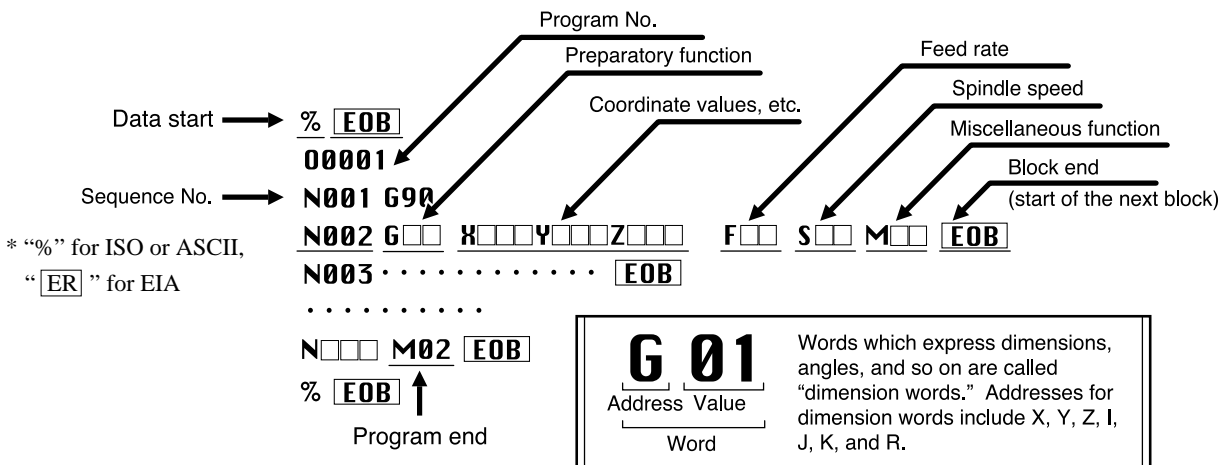 Program No.
Preparatory function
Feed rate
Coordinate values, etc.
Spindle speed
Miscellaneous function
Data start
% EOB
Block end
(start of the next block)
O0001
Sequence No.
N001 G90
N002 G□□ X□□□Y□□□Z□□□ F□□ S□□ M□□ EOB
* “%” for ISO or ASCII,
“ ER ” for EIA
N003 · · · · · · · · · · · · · EOB
· · · · · · · · · ·
N□□□ M02 EOB
% EOB
Program end
G 01
Address Value
Word
Words which express dimensions,
angles, and so on are called
“dimension words.” Addresses for
dimension words include X, Y, Z, I,
J, K, and R.